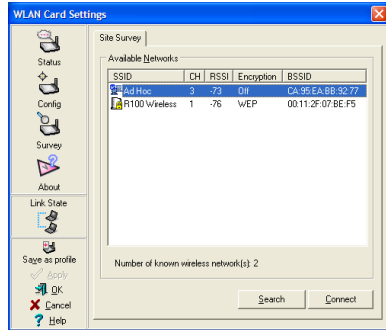 WLAN Card Settings
Status
Config
Survey
About
Link State
Save as profile
Apply
OK
Cancel
Help
Site Survey
Available Networks
SSID CH RSSI Encryption BSSID
Ad Hoc 3 -73 Off CA:95:EA:BB:92:77
R100 Wireless 1 -76 WEP 00:11:2F:07:BE:F5
Number of known wireless network(s): 2
Search Connect